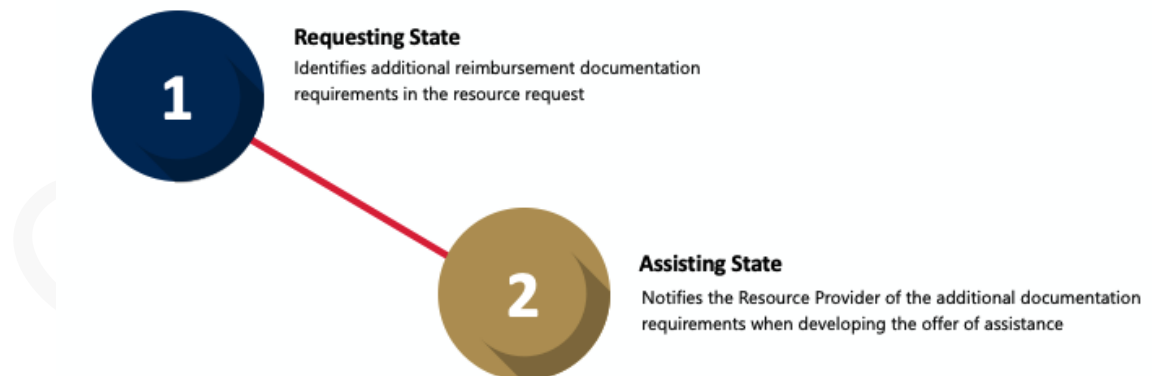 1
Requesting State
Identifies additional reimbursement documentation
requirements in the resource request
2
Assisting State
Notifies the Resource Provider of the additional documentation
requirements when developing the offer of assistance